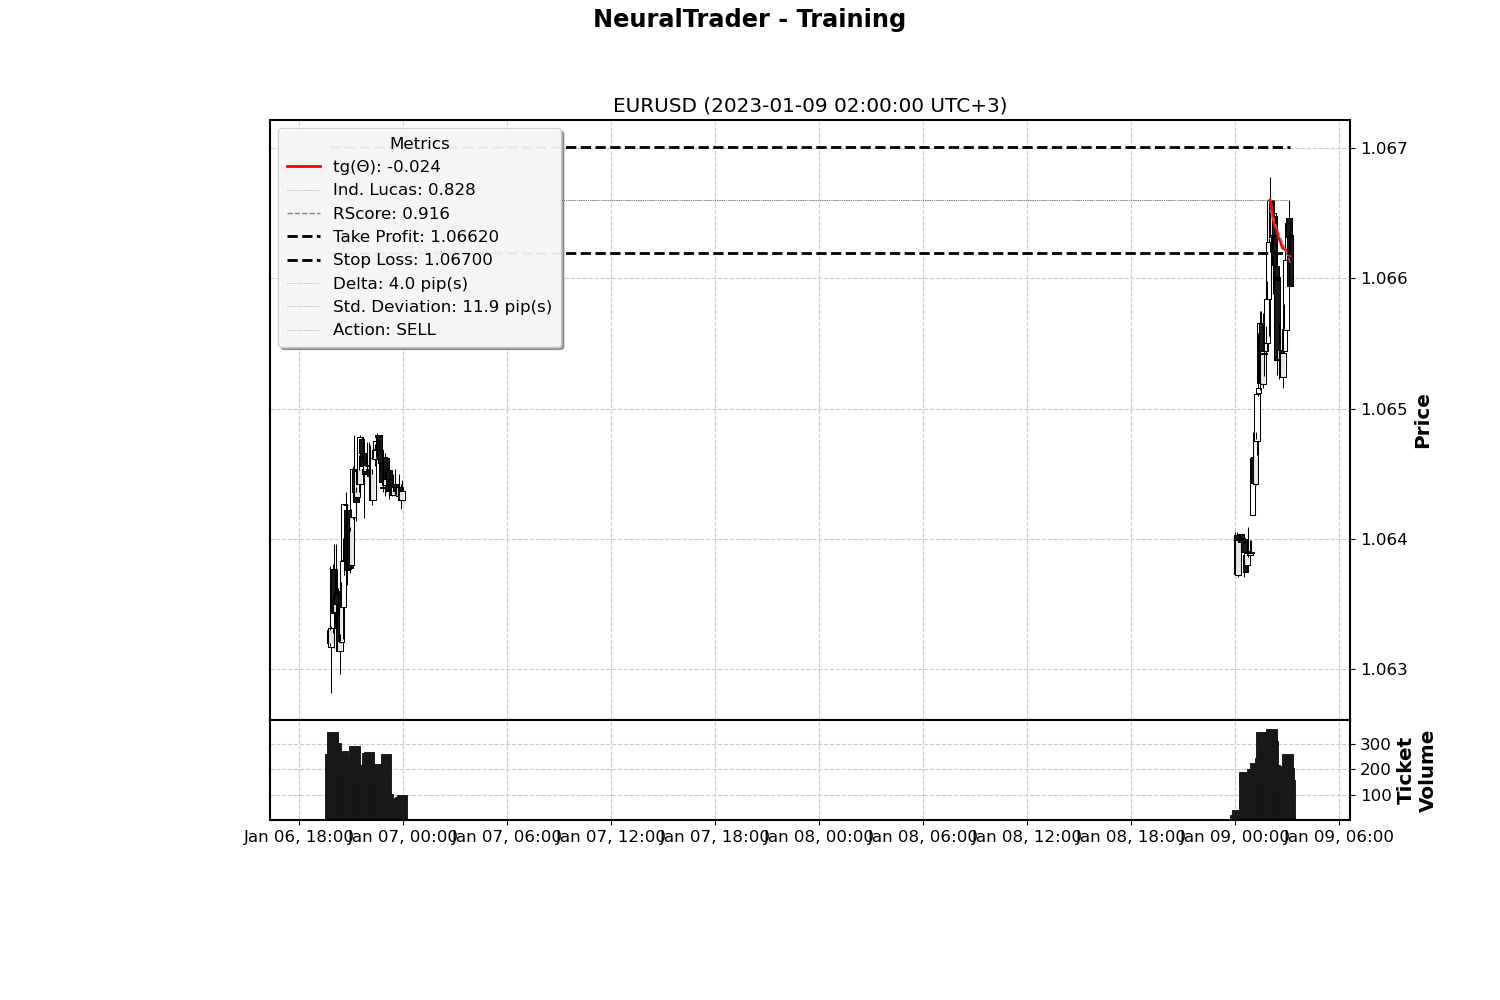 NeuralTrader - Training
EURUSD (2023-01-09 02:00:00 UTC+3)
Metrics
tg(Θ): -0.024
Ind. Lucas: 0.828
RScore: 0.916
Take Profit: 1.06620
Stop Loss: 1.06700
Delta: 4.0 pip(s)
Std. Deviation: 11.9 pip(s)
Action: SELL
1.067
1.066
1.065
1.064
1.063
Price
300
200
100
Ticket
Volume
Jan 06, 18:00 Jan 07, 00:00 Jan 07, 06:00 Jan 07, 12:00 Jan 07, 18:00 Jan 08, 00:00 Jan 08, 06:00 Jan 08, 12:00 Jan 08, 18:00 Jan 09, 00:00 Jan 09, 06:00